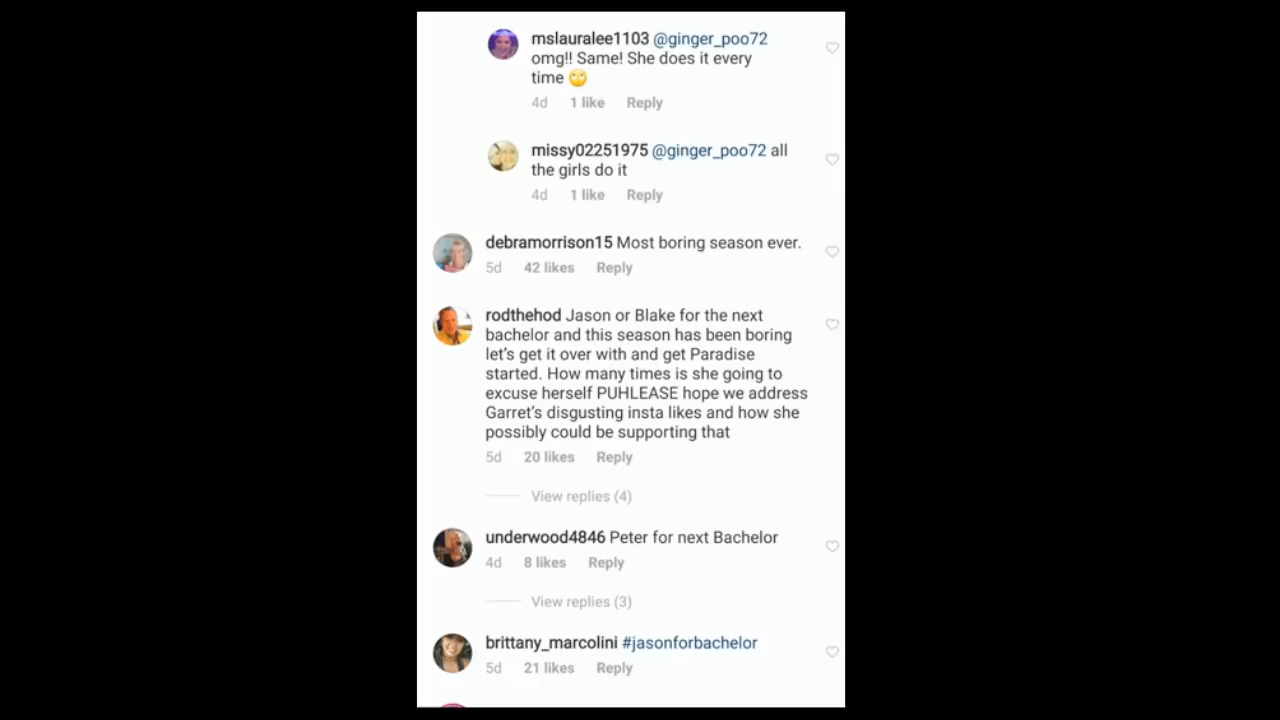 mslauralee1103 @ginger_poo72
omg!! Same! She does it every
time 🙄
4d 1 like Reply
missy02251975 @ginger_poo72 all
the girls do it
4d 1 like Reply
debramorrison15 Most boring season ever.
5d 42 likes Reply
rodthehod Jason or Blake for the next
bachelor and this season has been boring
let's get it over with and get Paradise
started. How many times is she going to
excuse herself PUHLEASE hope we address
Garret's disgusting insta likes and how she
possibly could be supporting that
5d 20 likes Reply
View replies (4)
underwood4846 Peter for next Bachelor
4d 8 likes Reply
View replies (3)
brittany_marcolini #jasonforbachelor
5d 21 likes Reply